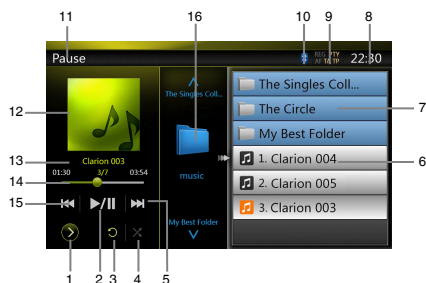 11
16
10
9
8
Pause
REG PTY
AF TA TP
22:30
The Singles Coll...
The Singles Coll...
12
The Circle
7
My Best Folder
13
Clarion 003
1. Clarion 004
6
01:30
3/7
03:54
music
14
2. Clarion 005
15
3. Clarion 003
My Best Folder
1
2
3
4
5